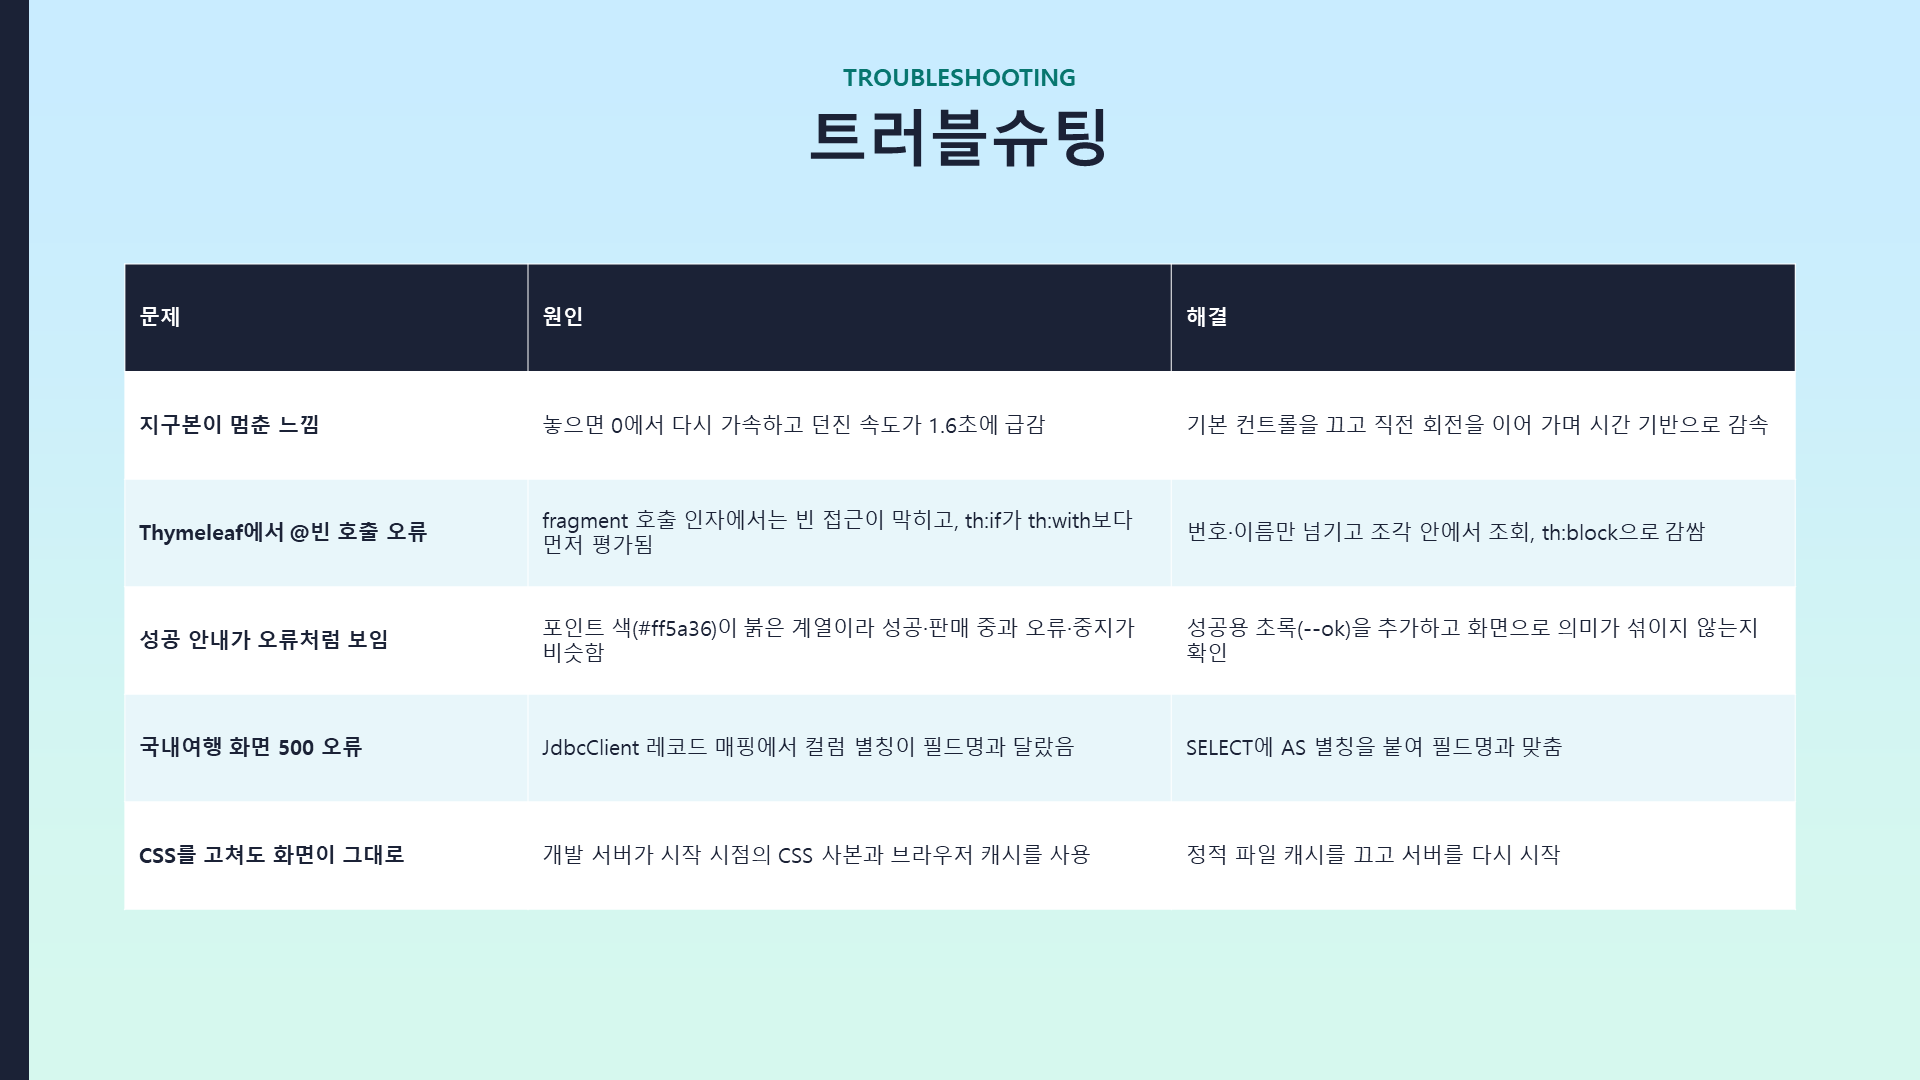 TROUBLESHOOTING
트러블슈팅
문제
원인
해결
지구본이 멈춘 느낌
놓으면 0에서 다시 가속하고 던진 속도가 1.6초에 급감
기본 컨트롤을 끄고 직전 회전을 이어 가며 시간 기반으로 감속
Thymeleaf에서 @빈 호출 오류
fragment 호출 인자에서는 빈 접근이 막히고, th:if가 th:with보다
먼저 평가됨
번호·이름만 넘기고 조각 안에서 조회, th:block으로 감쌈
성공 안내가 오류처럼 보임
포인트 색(#ff5a36)이 붉은 계열이라 성공·판매 중과 오류·중지가
비슷함
성공용 초록(--ok)을 추가하고 화면으로 의미가 섞이지 않는지
확인
국내여행 화면 500 오류
JdbcClient 레코드 매핑에서 컬럼 별칭이 필드명과 달랐음
SELECT에 AS 별칭을 붙여 필드명과 맞춤
CSS를 고쳐도 화면이 그대로
개발 서버가 시작 시점의 CSS 사본과 브라우저 캐시를 사용
정적 파일 캐시를 끄고 서버를 다시 시작